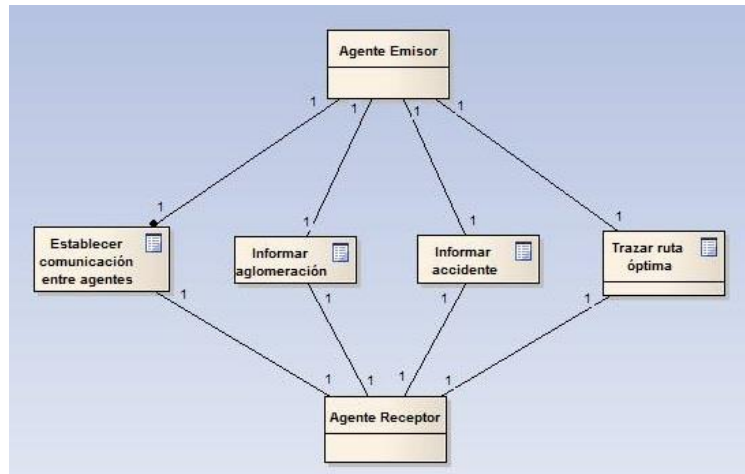 Agente Emisor
1
1
1
1
1
1
1
1
Establecer
comunicación
entre agentes
Informar
aglomeración
Informar
accidente
Trazar ruta
óptima
1
1
1
1
1
1
1
1
Agente Receptor